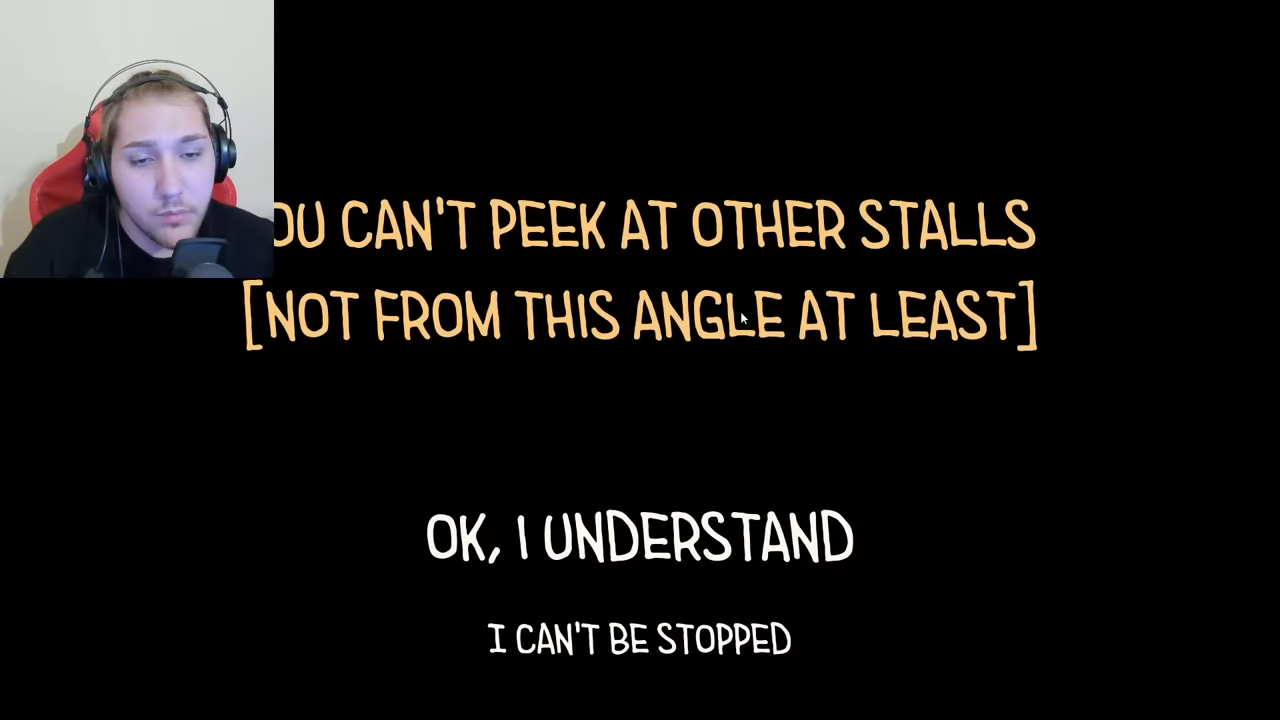 OU CAN'T PEEK AT OTHER STALLS
[NOT FROM THIS ANGLE AT LEAST]
OK, I UNDERSTAND
I CAN'T BE STOPPED